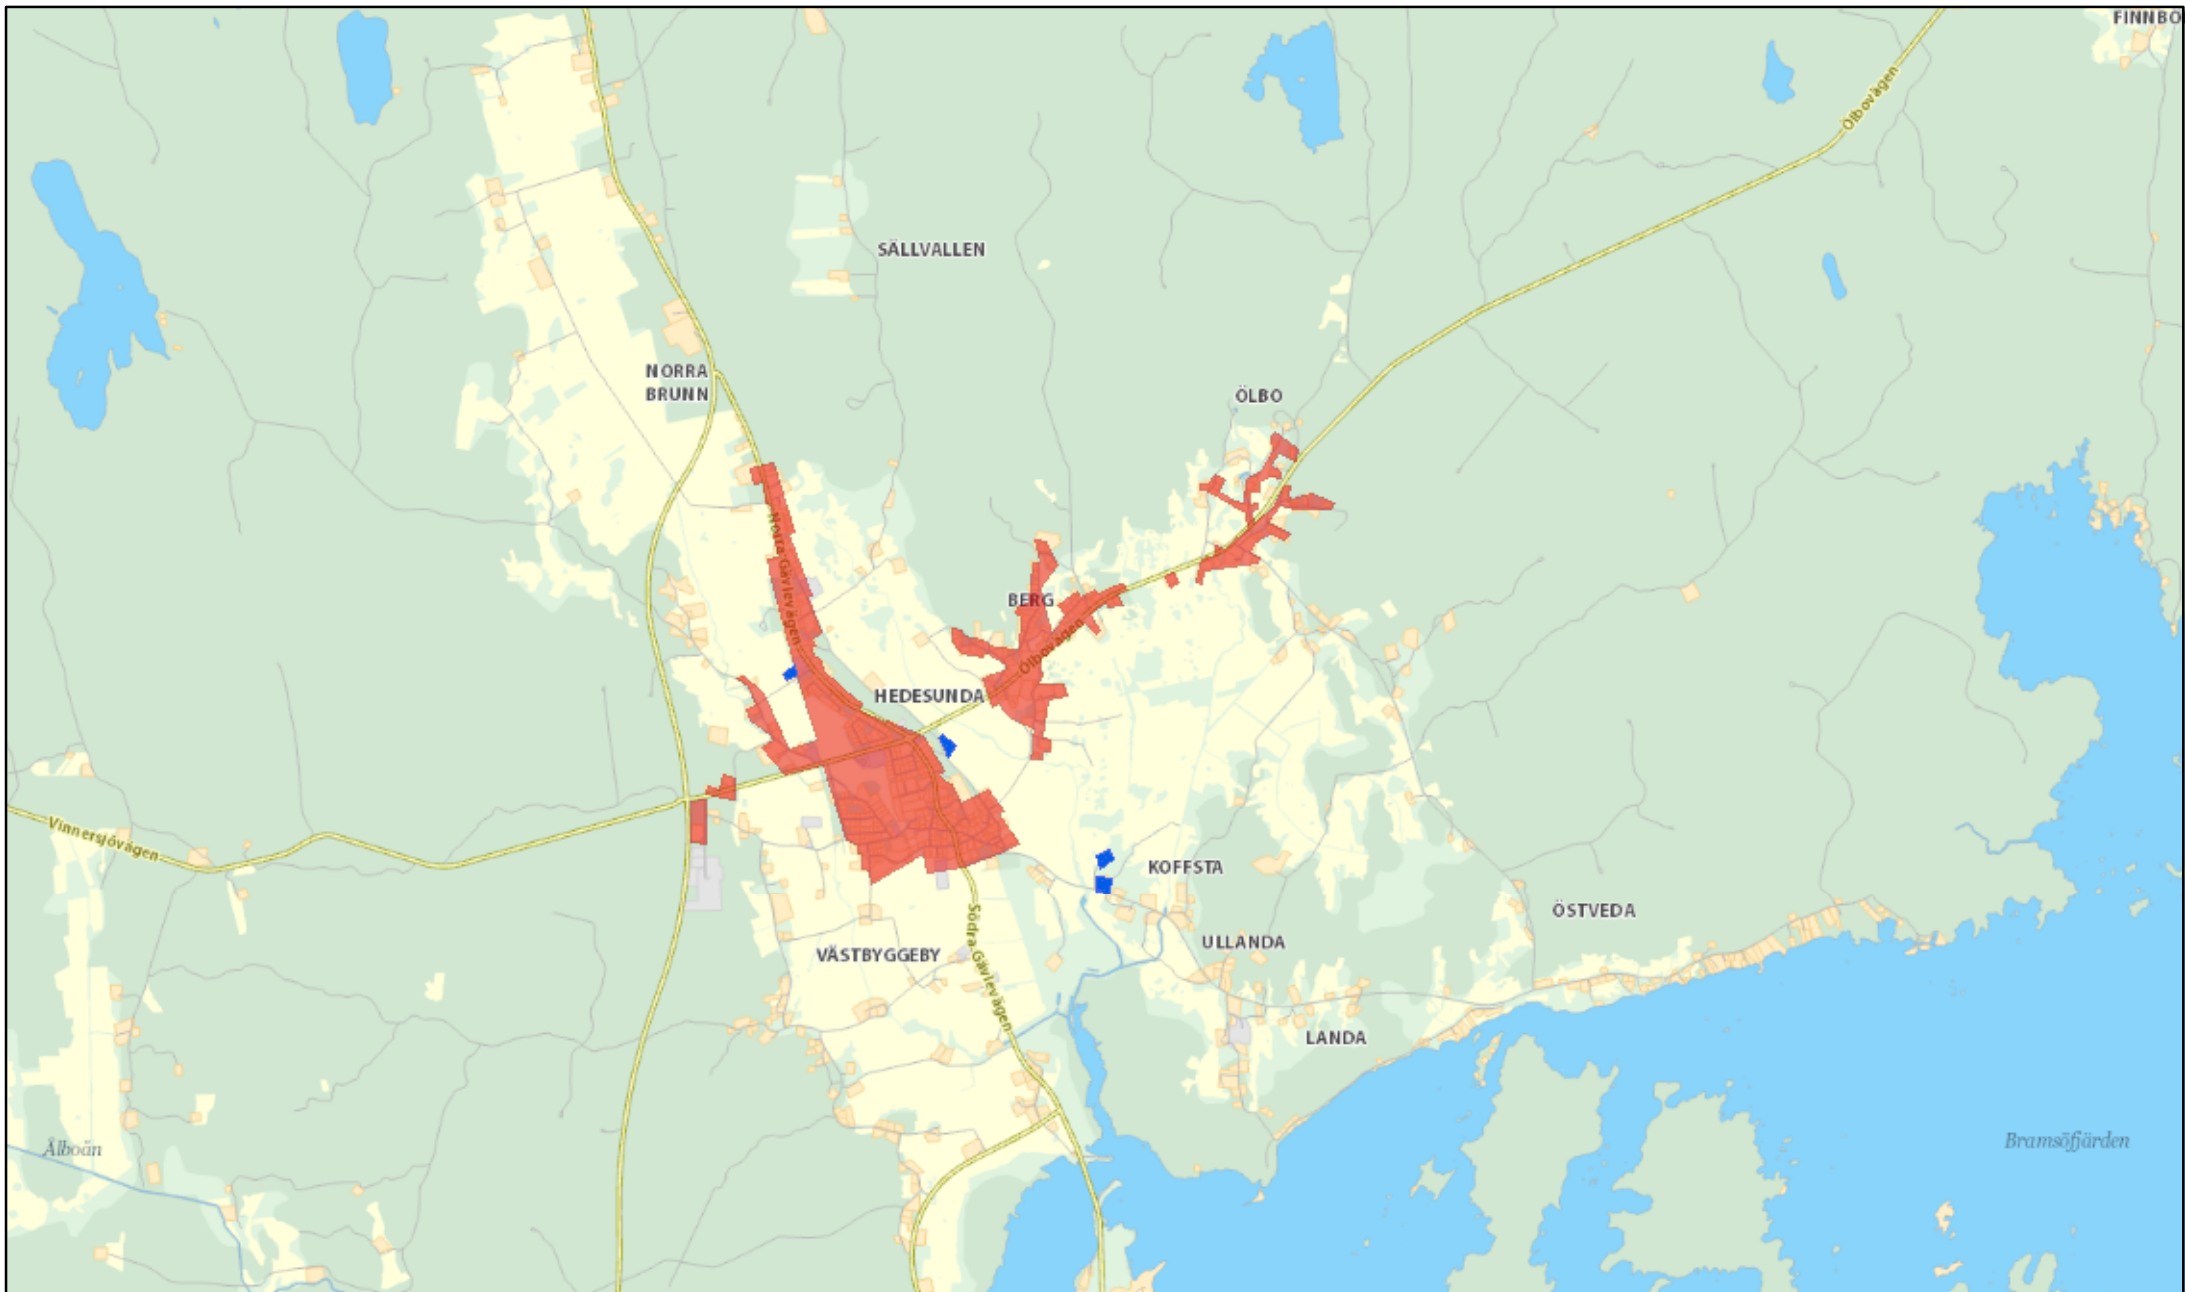 FINNBO
Ölbovägen
SÄLLVALLEN
NORRA
BRUNN
ÖLBO
Norra Gävlevägen
BERG
Ölbovägen
HEDESUNDA
Vinnersjövägen
KOFFSTA
ÖSTVEDA
ULLANDA
VÄSTBYGGEBY
Södra Gävlevägen
LANDA
Ålboån
Bramsöfjärden